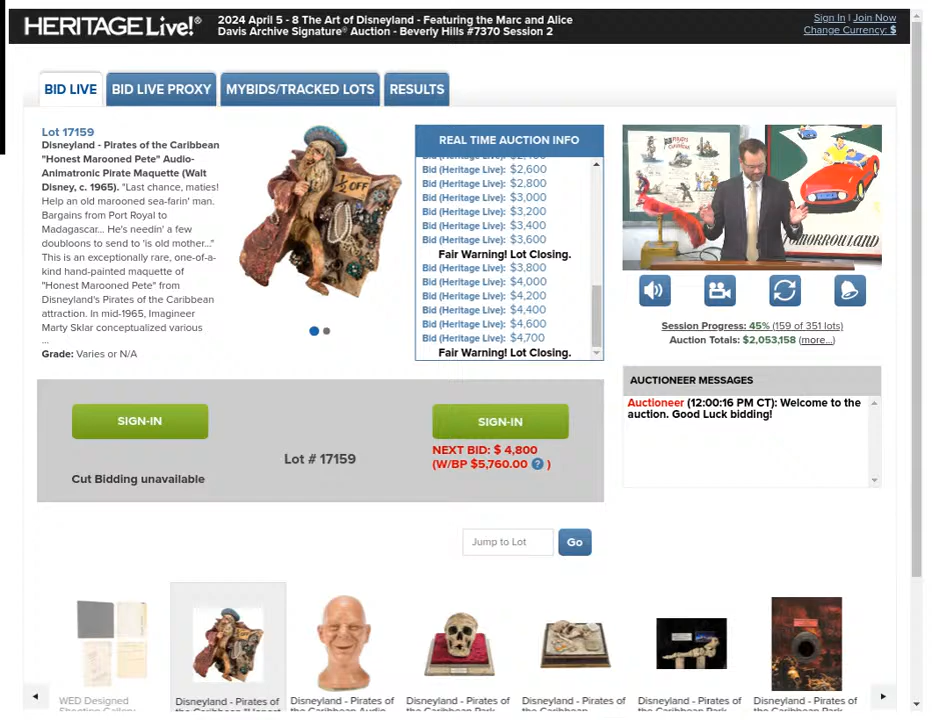 HERITAGE Live!®
2024 April 5 - 8 The Art of Disneyland - Featuring the Marc and Alice
Davis Archive Signature® Auction - Beverly Hills #7370 Session 2
Sign In | Join Now
Change Currency: $
BID LIVE
BID LIVE PROXY
MYBIDS/TRACKED LOTS
RESULTS
Lot 17159
Disneyland - Pirates of the Caribbean
"Honest Marooned Pete" Audio-
Animatronic Pirate Maquette (Walt
Disney, c. 1965). "Last chance, maties!
Help an old marooned sea-farin' man.
Bargains from Port Royal to
Madagascar... He's needin' a few
doubloons to send to 'is old mother..."
This is an exceptionally rare, one-of-a-
kind hand-painted maquette of
"Honest Marooned Pete" from
Disneyland's Pirates of the Caribbean
attraction. In mid-1965, Imagineer
Marty Sklar conceptualized various
...
Grade: Varies or N/A
½ OFF
REAL TIME AUCTION INFO
Bid (Heritage Live): $2,600
Bid (Heritage Live): $2,800
Bid (Heritage Live): $3,000
Bid (Heritage Live): $3,200
Bid (Heritage Live): $3,400
Bid (Heritage Live): $3,600
Fair Warning! Lot Closing.
Bid (Heritage Live): $3,800
Bid (Heritage Live): $4,000
Bid (Heritage Live): $4,200
Bid (Heritage Live): $4,400
Bid (Heritage Live): $4,600
Bid (Heritage Live): $4,700
Fair Warning! Lot Closing.
TOMORROWLAND
Session Progress: 45% (159 of 351 lots)
Auction Totals: $2,053,158 (more...)
AUCTIONEER MESSAGES
Auctioneer (12:00:16 PM CT): Welcome to the
auction. Good Luck bidding!
SIGN-IN
Cut Bidding unavailable
Lot # 17159
SIGN-IN
NEXT BID: $ 4,800
(W/BP $5,760.00 ? )
Jump to Lot
Go
WED Designed
Shooting Gallery
Disneyland - Pirates of
the Caribbean "Honest
Disneyland - Pirates of
the Caribbean Audio
Disneyland - Pirates of
the Caribbean Park
Disneyland - Pirates of
the Caribbean
Disneyland - Pirates of
the Caribbean Park
Disneyland - Pirates of
the Caribbean Park